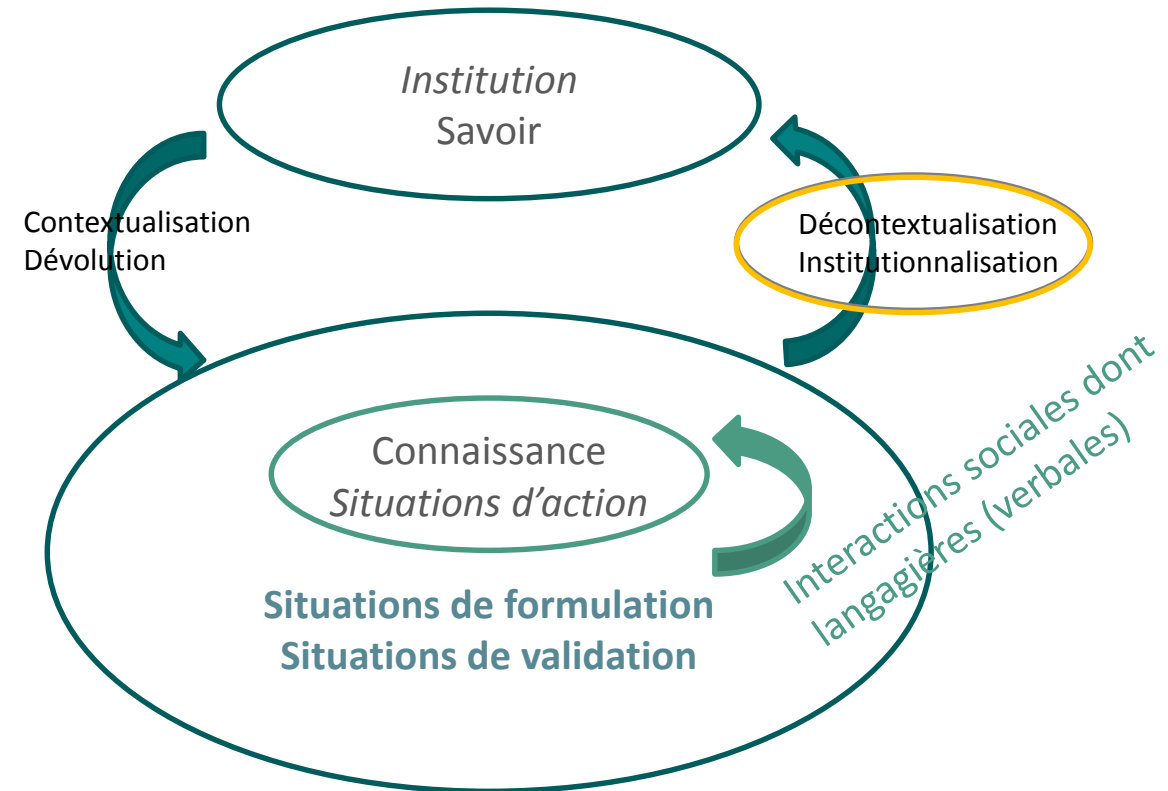 Institution
Savoir
Contextualisation
Dévolution
Décontextualisation
Institutionnalisation
Connaissance
Situations d’action
Interactions sociales dont
langagières (verbales)
Situations de formulation
Situations de validation